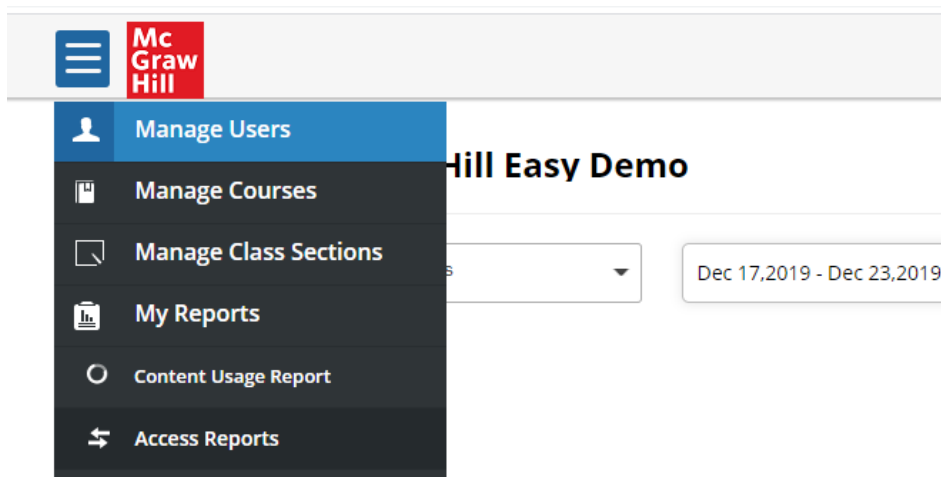 Mc
Graw
Hill
Manage Users
Hill Easy Demo
Manage Courses
Manage Class Sections
s
Dec 17,2019 - Dec 23,2019
My Reports
Content Usage Report
Access Reports